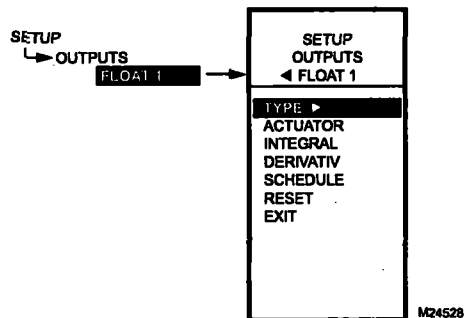 SETUP
OUTPUTS
FLOAT 1
SETUP
OUTPUTS
◄ FLOAT 1
TYPE ►
ACTUATOR
INTEGRAL
DERIVATIV
SCHEDULE
RESET
EXIT
M24528